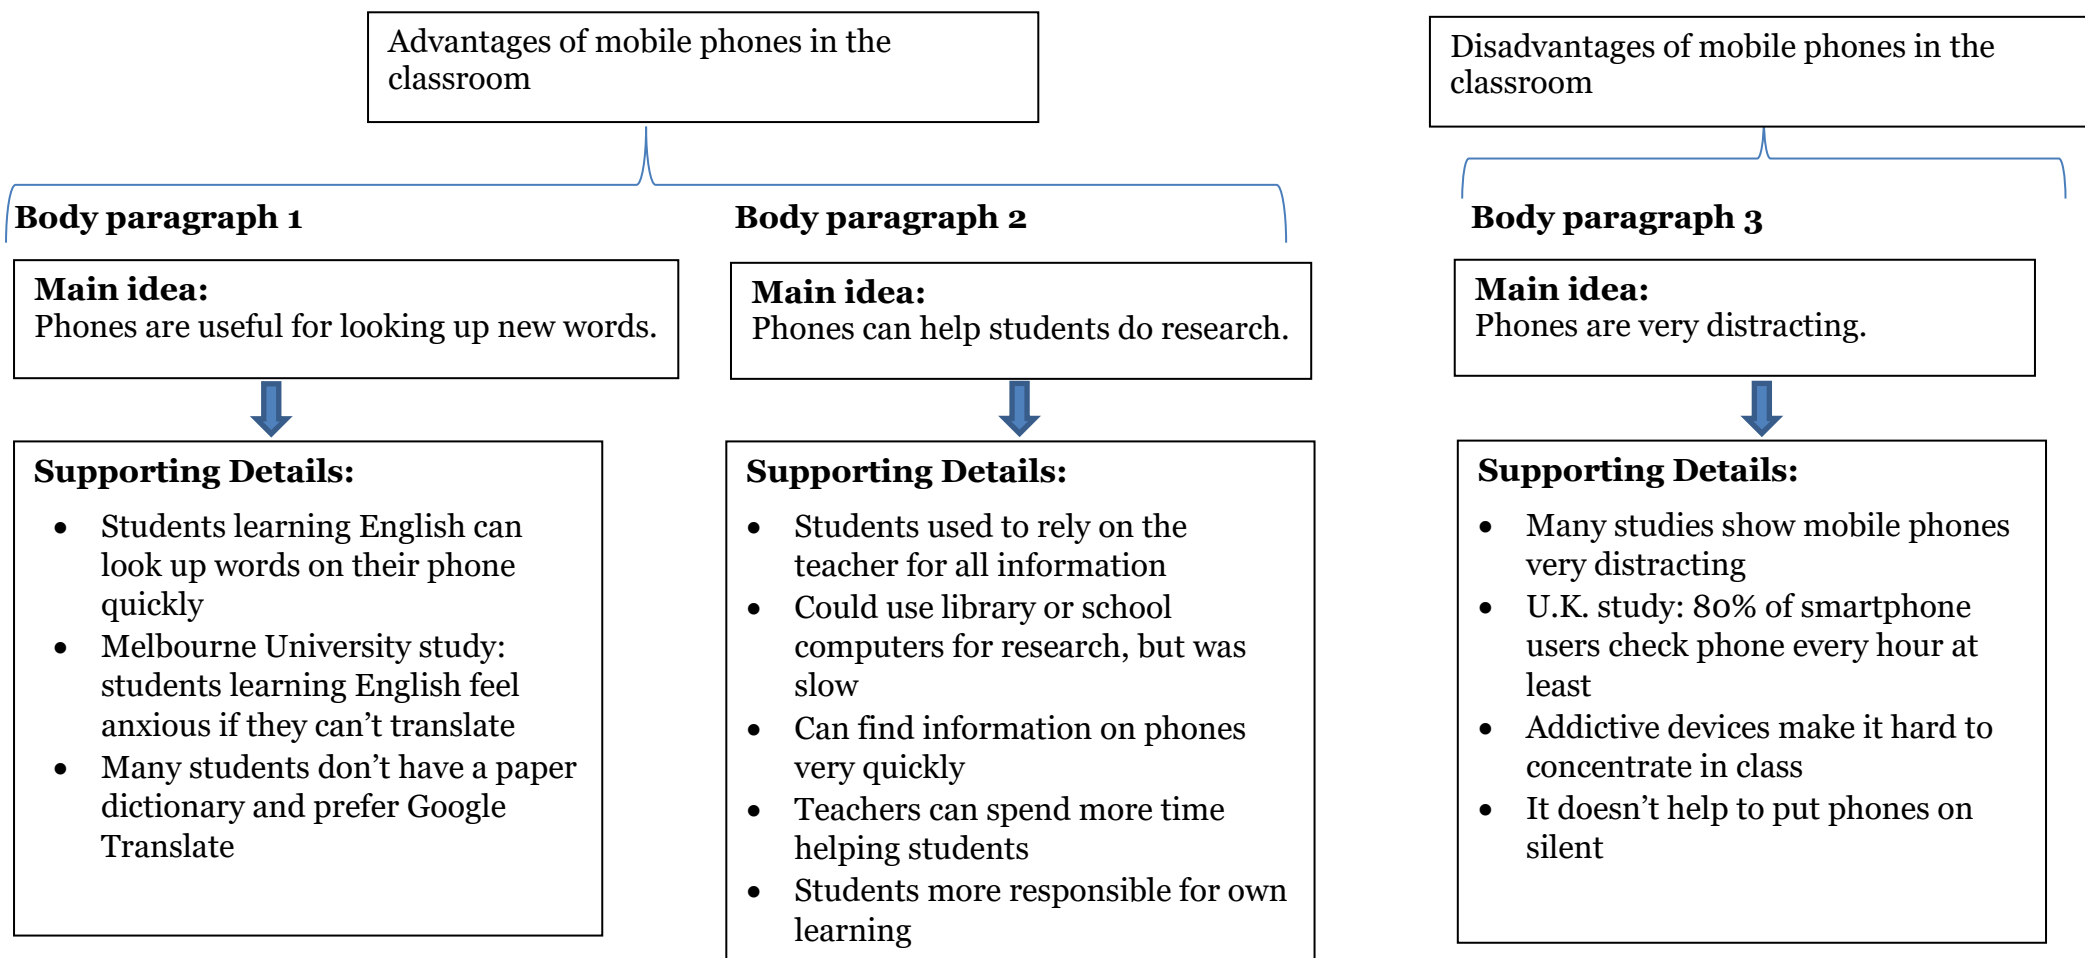 Advantages of mobile phones in the
classroom
Disadvantages of mobile phones in the
classroom
Body paragraph 1
Main idea:
Phones are useful for looking up new words.
Supporting Details:
• Students learning English can
look up words on their phone
quickly
• Melbourne University study:
students learning English feel
anxious if they can’t translate
• Many students don’t have a paper
dictionary and prefer Google
Translate
Body paragraph 2
Main idea:
Phones can help students do research.
Supporting Details:
• Students used to rely on the
teacher for all information
• Could use library or school
computers for research, but was
slow
• Can find information on phones
very quickly
• Teachers can spend more time
helping students
• Students more responsible for own
learning
Body paragraph 3
Main idea:
Phones are very distracting.
Supporting Details:
• Many studies show mobile phones
very distracting
• U.K. study: 80% of smartphone
users check phone every hour at
least
• Addictive devices make it hard to
concentrate in class
• It doesn’t help to put phones on
silent